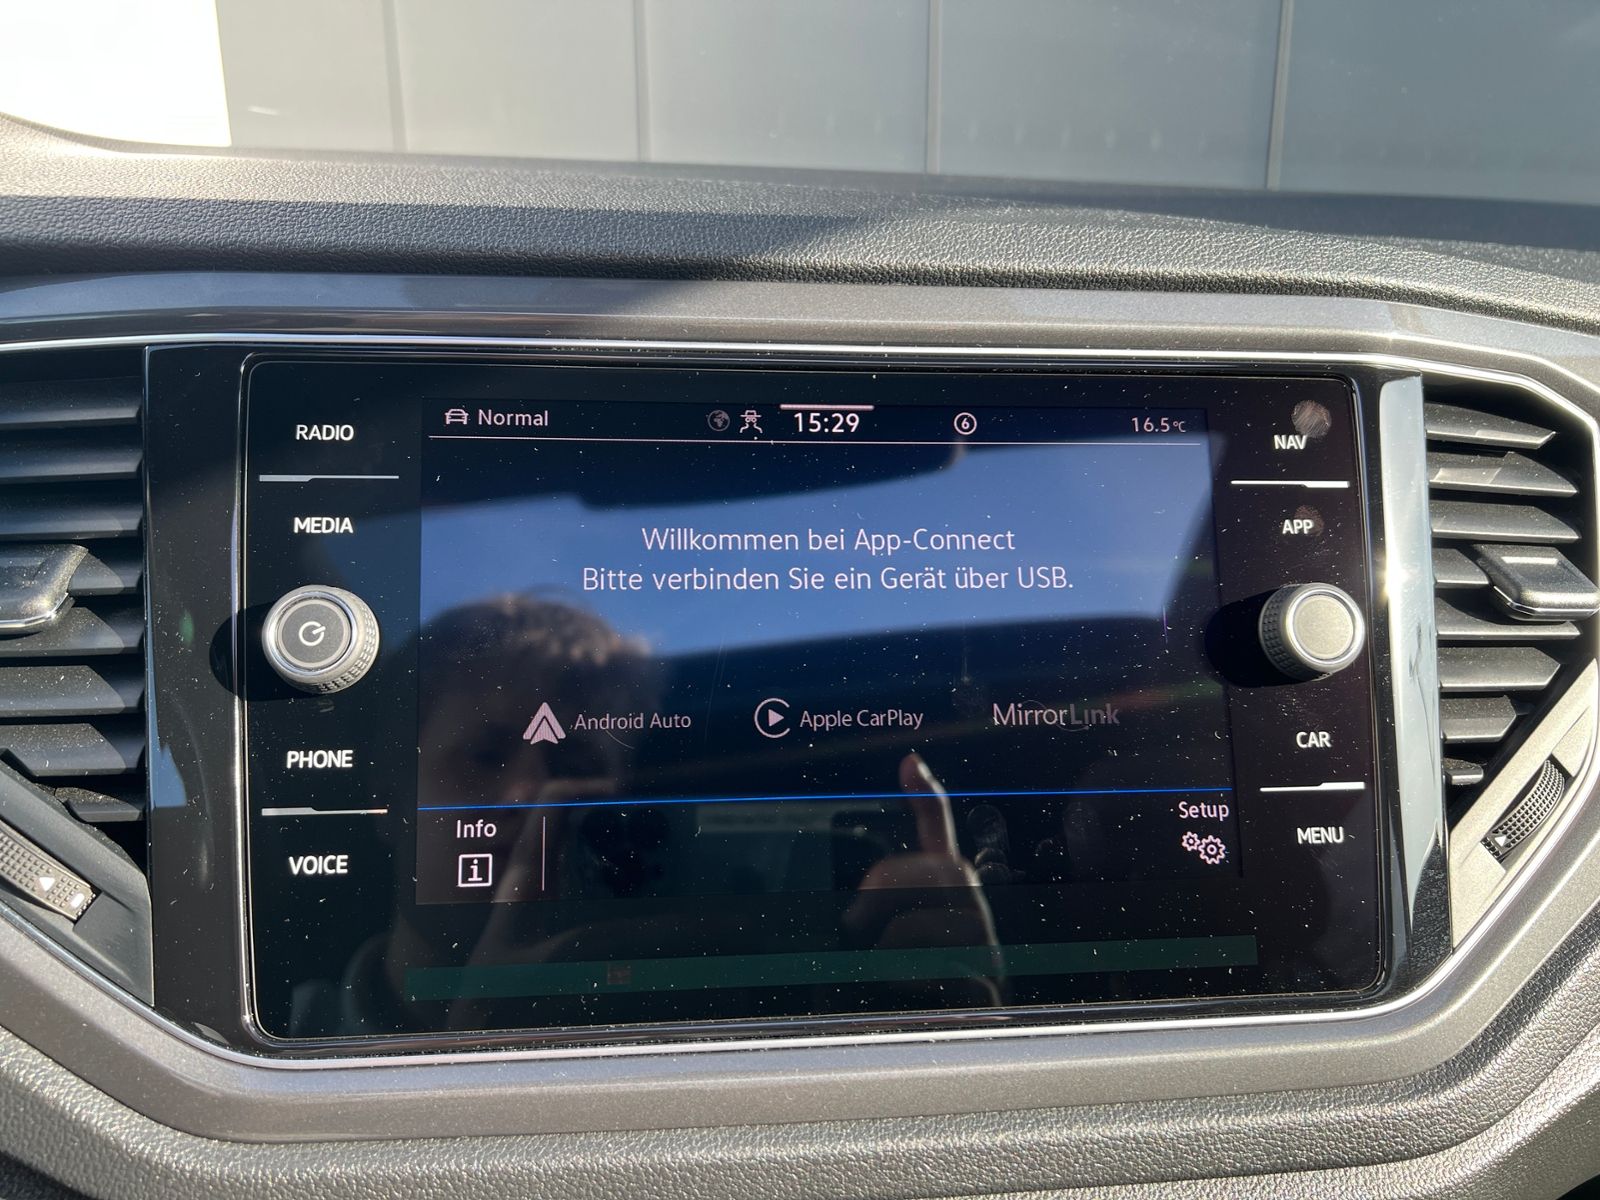 RADIO
MEDIA
PHONE
VOICE
Normal
15:29
6
16.5°C
Willkommen bei App-Connect
Bitte verbinden Sie ein Gerät über USB.
Android Auto
Apple CarPlay
MirrorLink
Info
i
Setup
NAV
APP
CAR
MENU